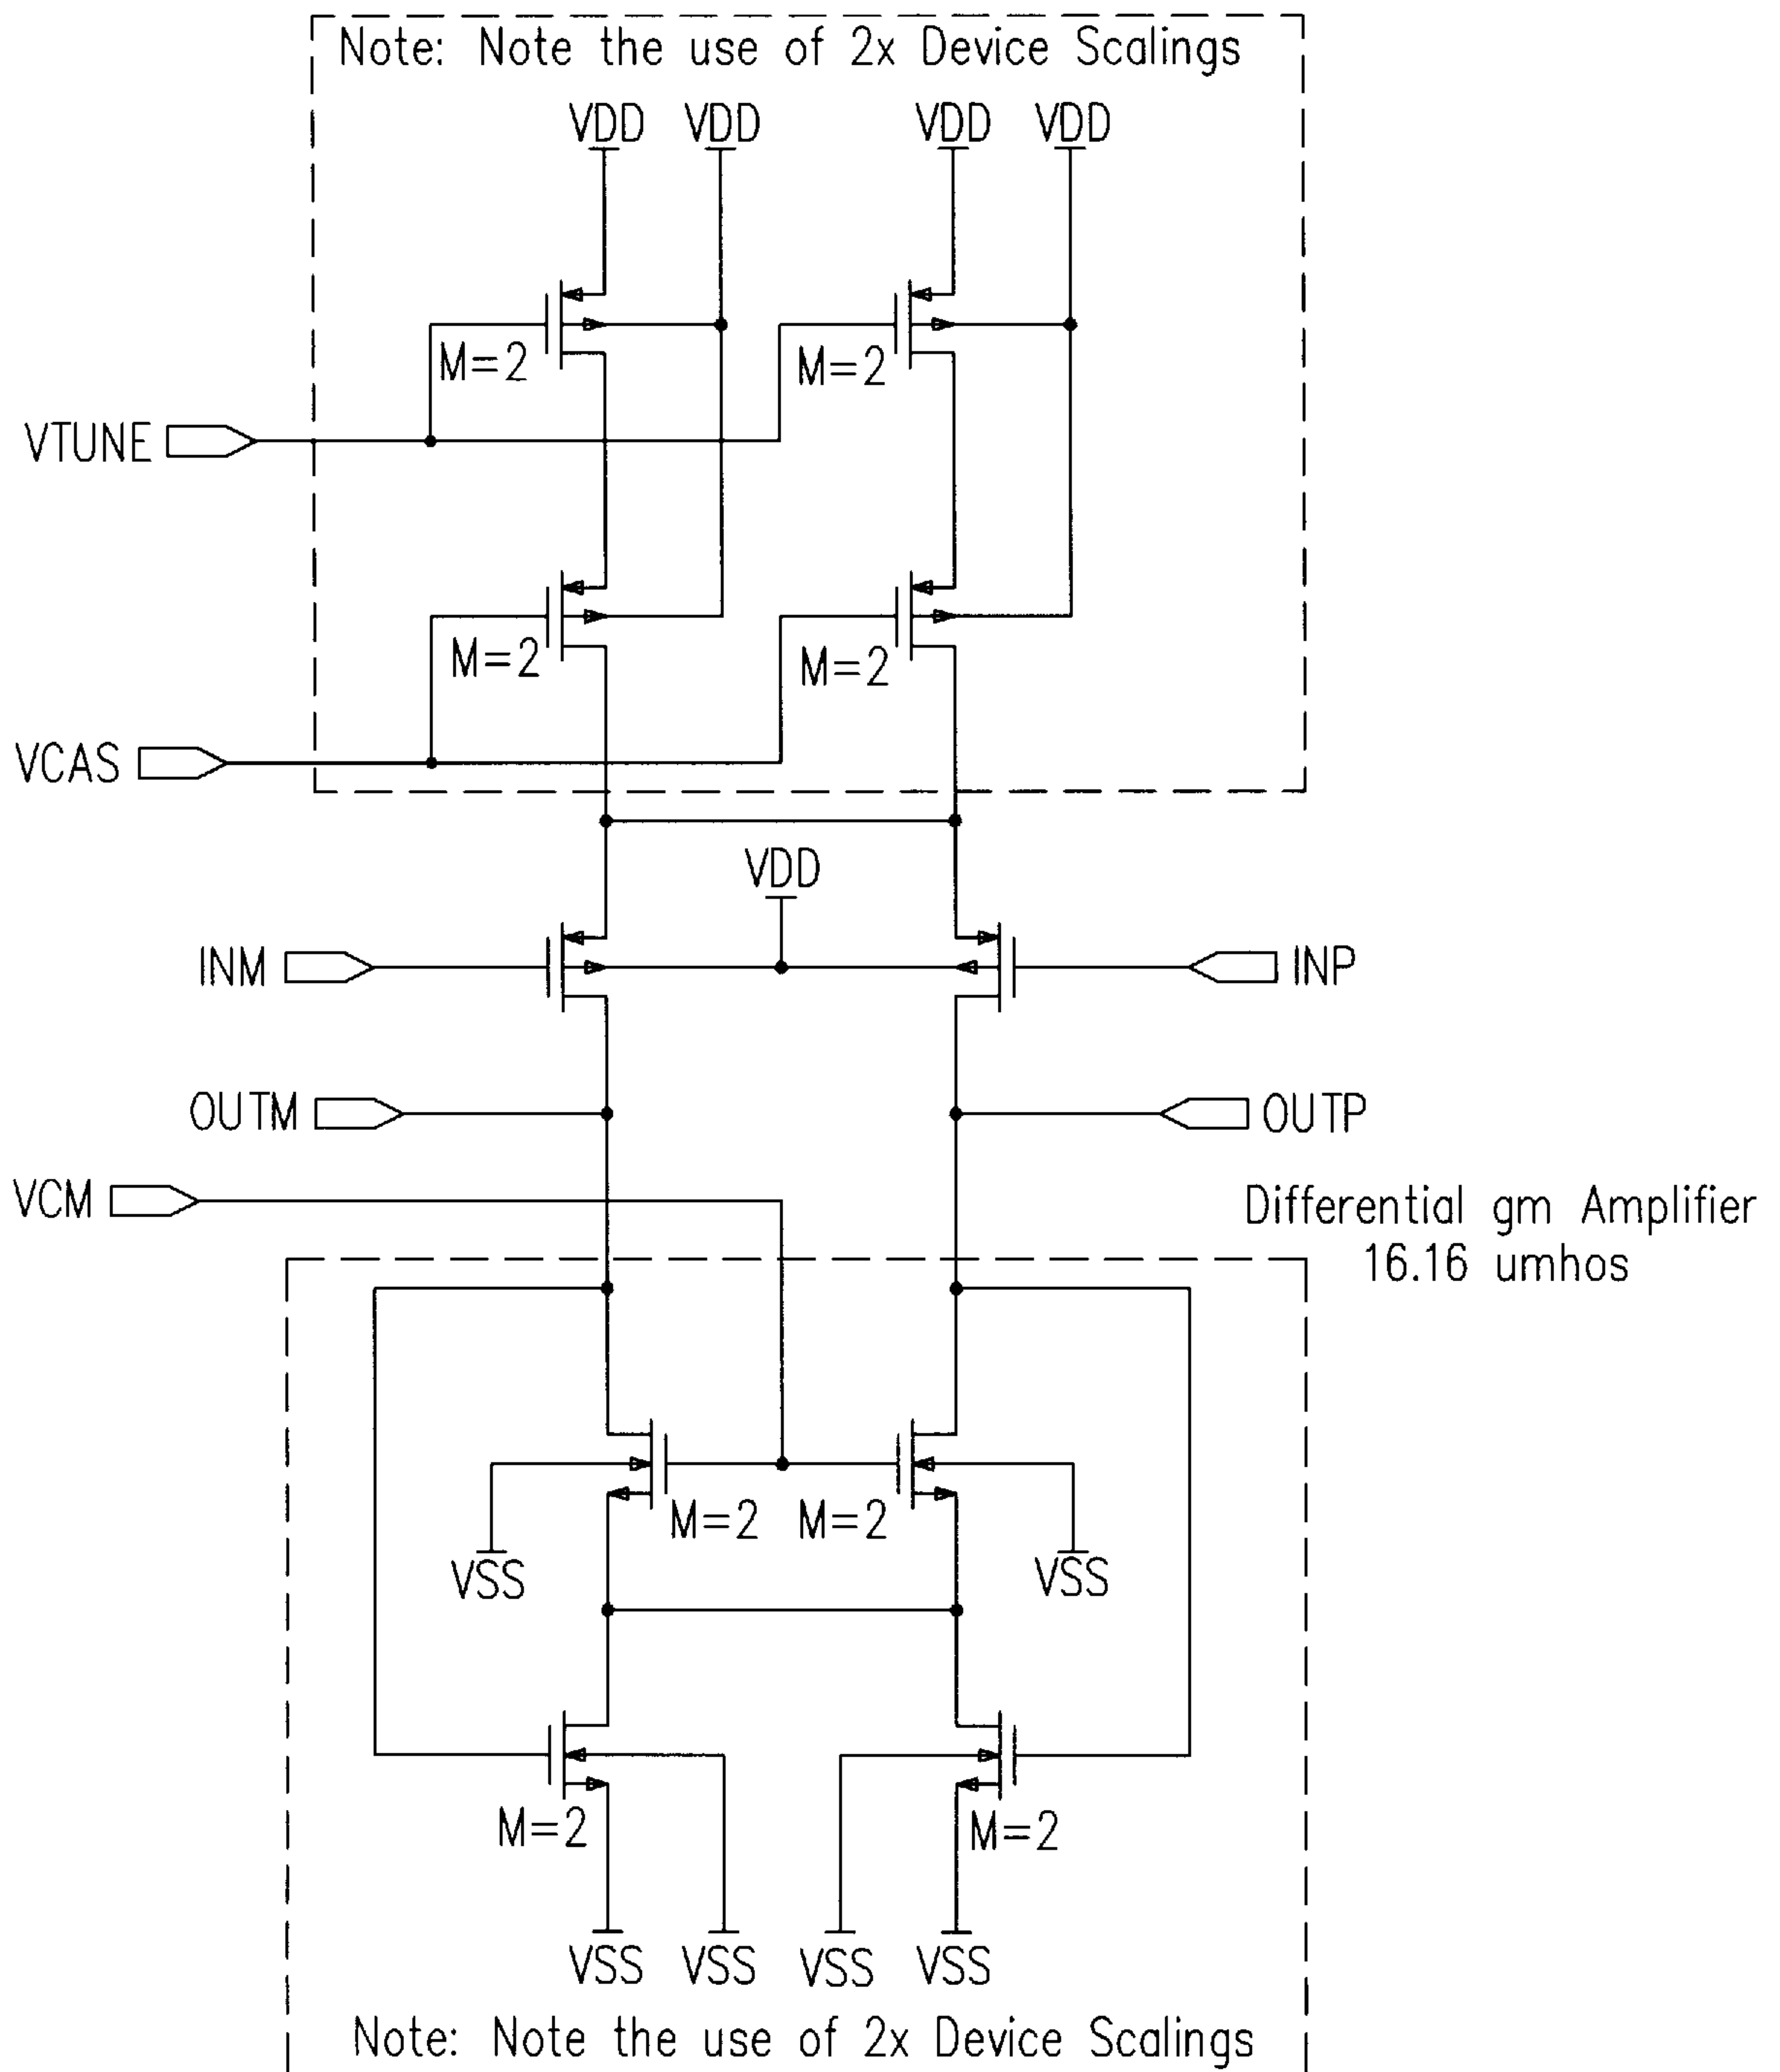 Note: Note the use of 2x Device Scalings
VDD VDD VDD VDD
M=2 M=2
VTUNE
M=2 M=2
VCAS
VDD
INM INP
OUTM OUTP
VCM
Differential gm Amplifier
16.16 umhos
M=2 M=2
VSS VSS
M=2 M=2
VSS VSS VSS VSS
Note: Note the use of 2x Device Scalings